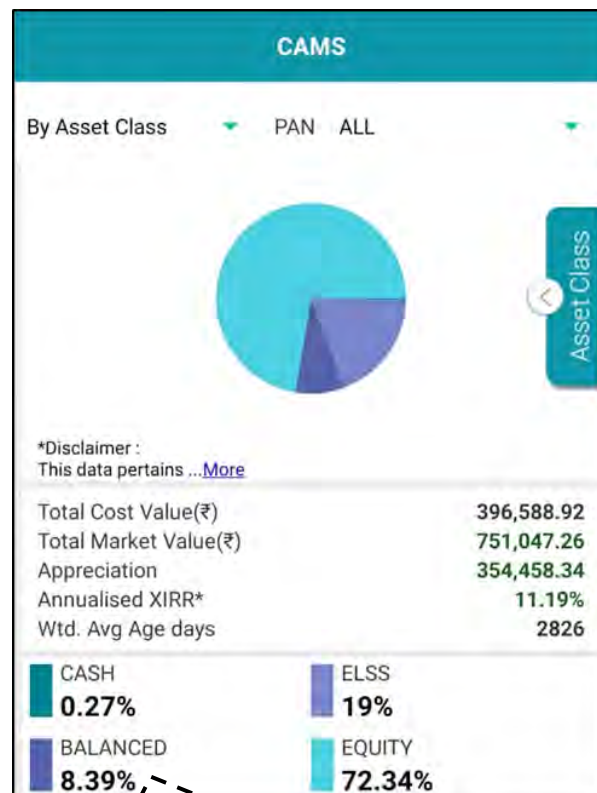 CAMS
By Asset Class PAN ALL
Asset Class
*Disclaimer :
This data pertains ...More
Total Cost Value(₹) 396,588.92
Total Market Value(₹) 751,047.26
Appreciation 354,458.34
Annualised XIRR* 11.19%
Wtd. Avg Age days 2826
CASH ELSS
0.27% 19%
BALANCED EQUITY
8.39% 72.34%